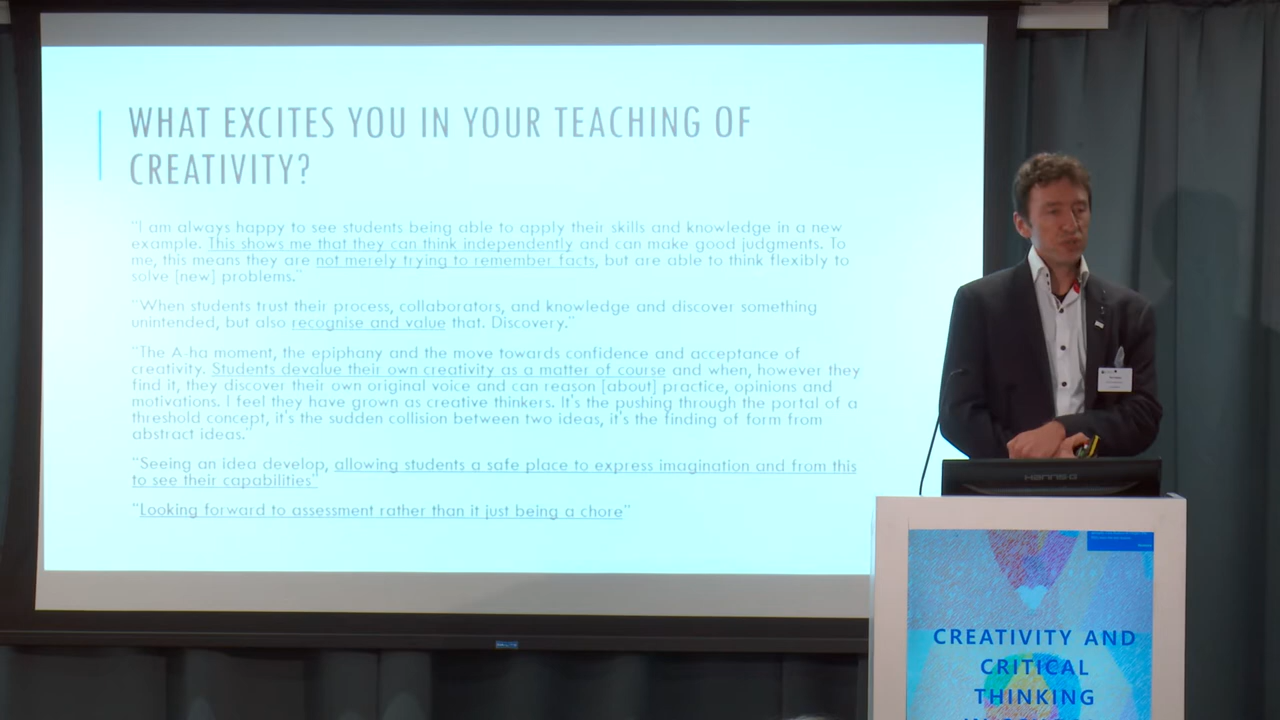 WHAT EXCITES YOU IN YOUR TEACHING OF
CREATIVITY?
"I am always happy to see students being able to apply their skills and knowledge in a new
example. This shows me that they can think independently and can make good judgments. To
me, this means they are not merely trying to remember facts, but are able to think flexibly to
solve [new] problems."
"When students trust their process, collaborators, and knowledge and discover something
unintended, but also recognise and value that. Discovery."
"The A-ha moment, the epiphany and the move towards confidence and acceptance of
creativity. Students devalue their own creativity as a matter of course and when, however they
find it, they discover their own original voice and can reason [about] practice, opinions and
motivations. I feel they have grown as creative thinkers. It's the pushing through the portal of a
threshold concept, it's the sudden collision between two ideas, it's the finding of form from
abstract ideas."
"Seeing an idea develop, allowing students a safe place to express imagination and from this
to see their capabilities"
"Looking forward to assessment rather than it just being a chore"
HANNS-G
CREATIVITY AND
CRITICAL
THINKING